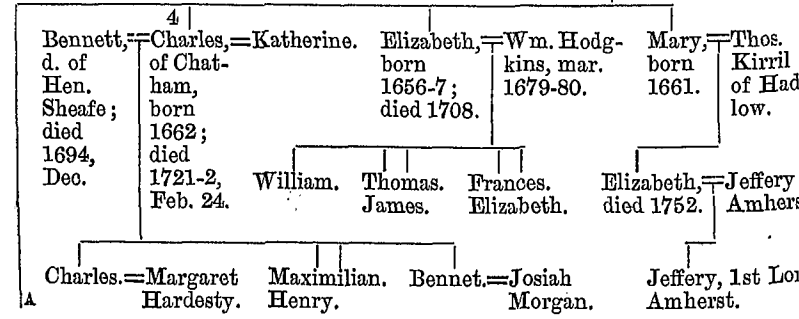 4
Bennett,=Charles,=Katherine. Elizabeth,=Wm. Hodg- Mary,=Thos.
d. of of Chat- born kins, mar. born Kirril
Hen. ham, 1656-7; 1679-80. 1661. of Had
Sheafe; born died 1708. low.
died 1662;
1694, died
Dec. 1721-2, William. Thomas. Frances. Elizabeth,=Jeffery
Feb. 24. James. Elizabeth. died 1752. Amhers
Charles.=Margaret Maximilian. Bennet.=Josiah Jeffery, 1st Lor
A Hardesty. Henry. Morgan. Amherst.